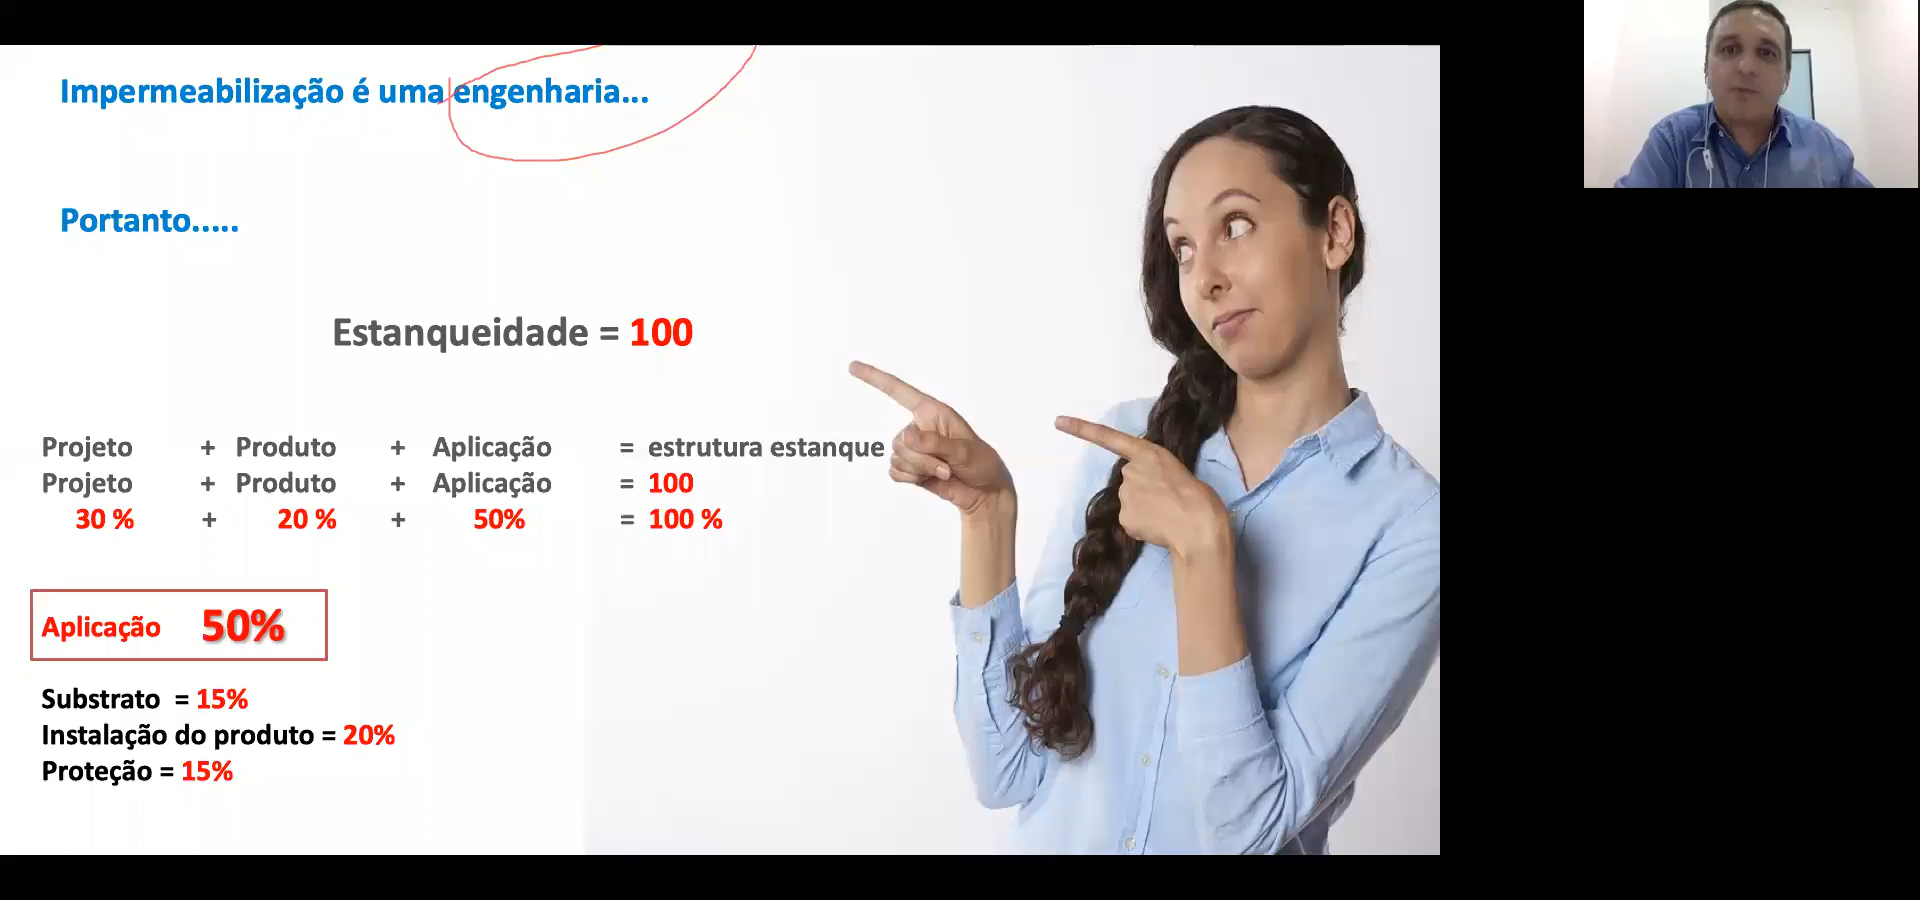 Impermeabilização é uma engenharia...
Portanto.....
Estanqueidade = 100
Projeto + Produto + Aplicação = estrutura estanque
Projeto + Produto + Aplicação = 100
30 % + 20 % + 50% = 100 %
Aplicação 50%
Substrato = 15%
Instalação do produto = 20%
Proteção = 15%